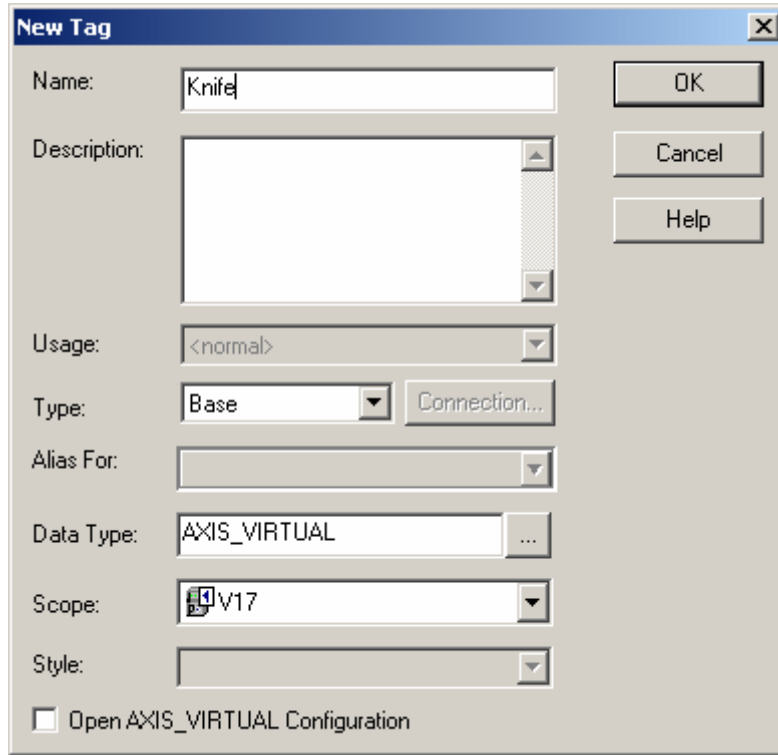 New Tag
Name: Knife OK
Description: Cancel
Help
Usage: <normal>
Type: Base Connection...
Alias For:
Data Type: AXIS_VIRTUAL ...
Scope: V17
Style:
Open AXIS_VIRTUAL Configuration